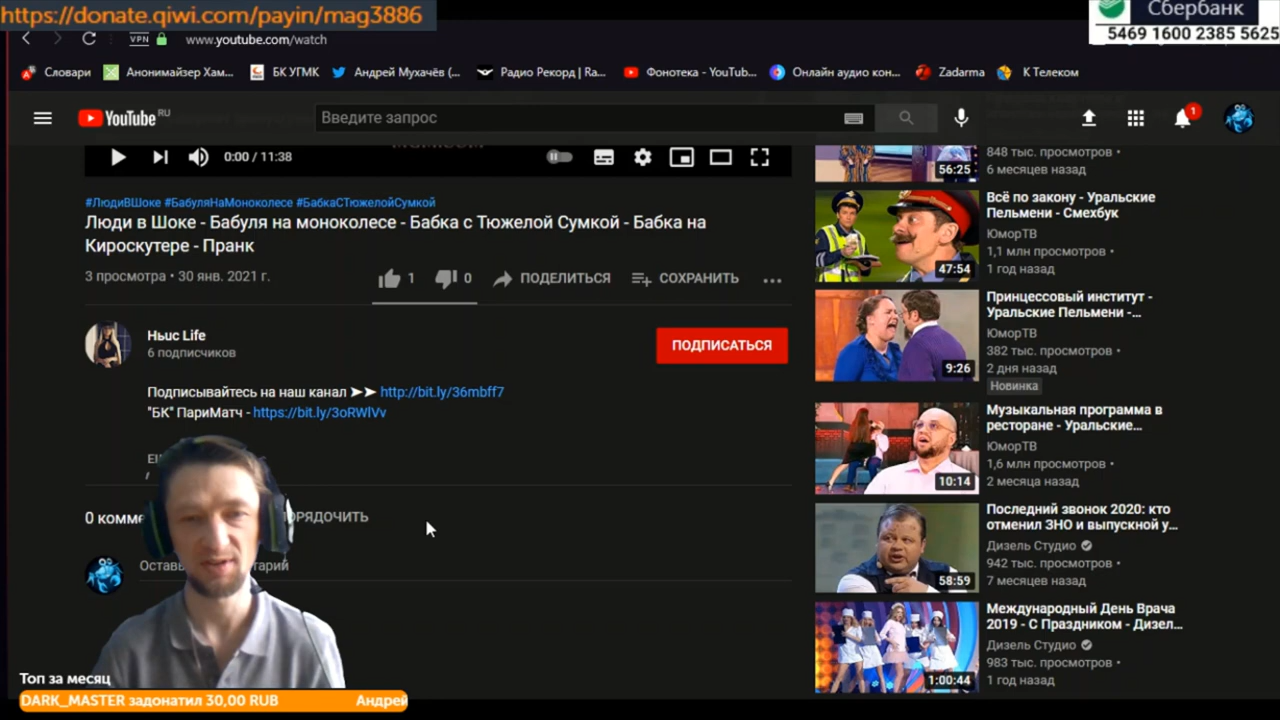 https://donate.qiwi.com/payin/mag3886
Сбербанк
5469 1600 2385 5625
VPN
www.youtube.com/watch
Словари
Анонимайзер Хам...
БК УГМК
Андрей Мухачёв (...
Радио Рекорд | Ra...
Фонотека - YouTub...
Онлайн аудио кон...
Zadarma
К Телеком
YouTube RU
Введите запрос
1
0:00 / 11:38
#ЛюдиВШоке #БабуляНаМоноколесе #БабкаСТяжелойСумкой
Люди в Шоке - Бабуля на моноколесе - Бабка с Тяжелой Сумкой - Бабка на
Кироскутере - Пранк
3 просмотра • 30 янв. 2021 г.
1
0
ПОДЕЛИТЬСЯ
СОХРАНИТЬ
Ньюс Life
6 подписчиков
ПОДПИСАТЬСЯ
Подписывайтесь на наш канал ➤➤ http://bit.ly/36mbff7
"БК" ПариМатч - https://bit.ly/3oRWlVv
0 комме
ОРЯДОЧИТЬ
Остав
тарий
Топ за месяц
DARK_MASTER задонатил 30,00 RUB
Андрей
56:25
848 тыс. просмотров •
6 месяцев назад
47:54
Всё по закону - Уральские
Пельмени - Смехбук
ЮморТВ
1,1 млн просмотров •
1 год назад
9:26
Принцессовый институт -
Уральские Пельмени -...
ЮморТВ
382 тыс. просмотров •
2 дня назад
Новинка
10:14
Музыкальная программа в
ресторане - Уральские...
ЮморТВ
1,6 млн просмотров •
2 месяца назад
58:59
Последний звонок 2020: кто
отменил ЗНО и выпускной у...
Дизель Студио
942 тыс. просмотров •
7 месяцев назад
1:00:44
Международный День Врача
2019 - С Праздником - Дизел...
Дизель Студио
983 тыс. просмотров •
1 год назад